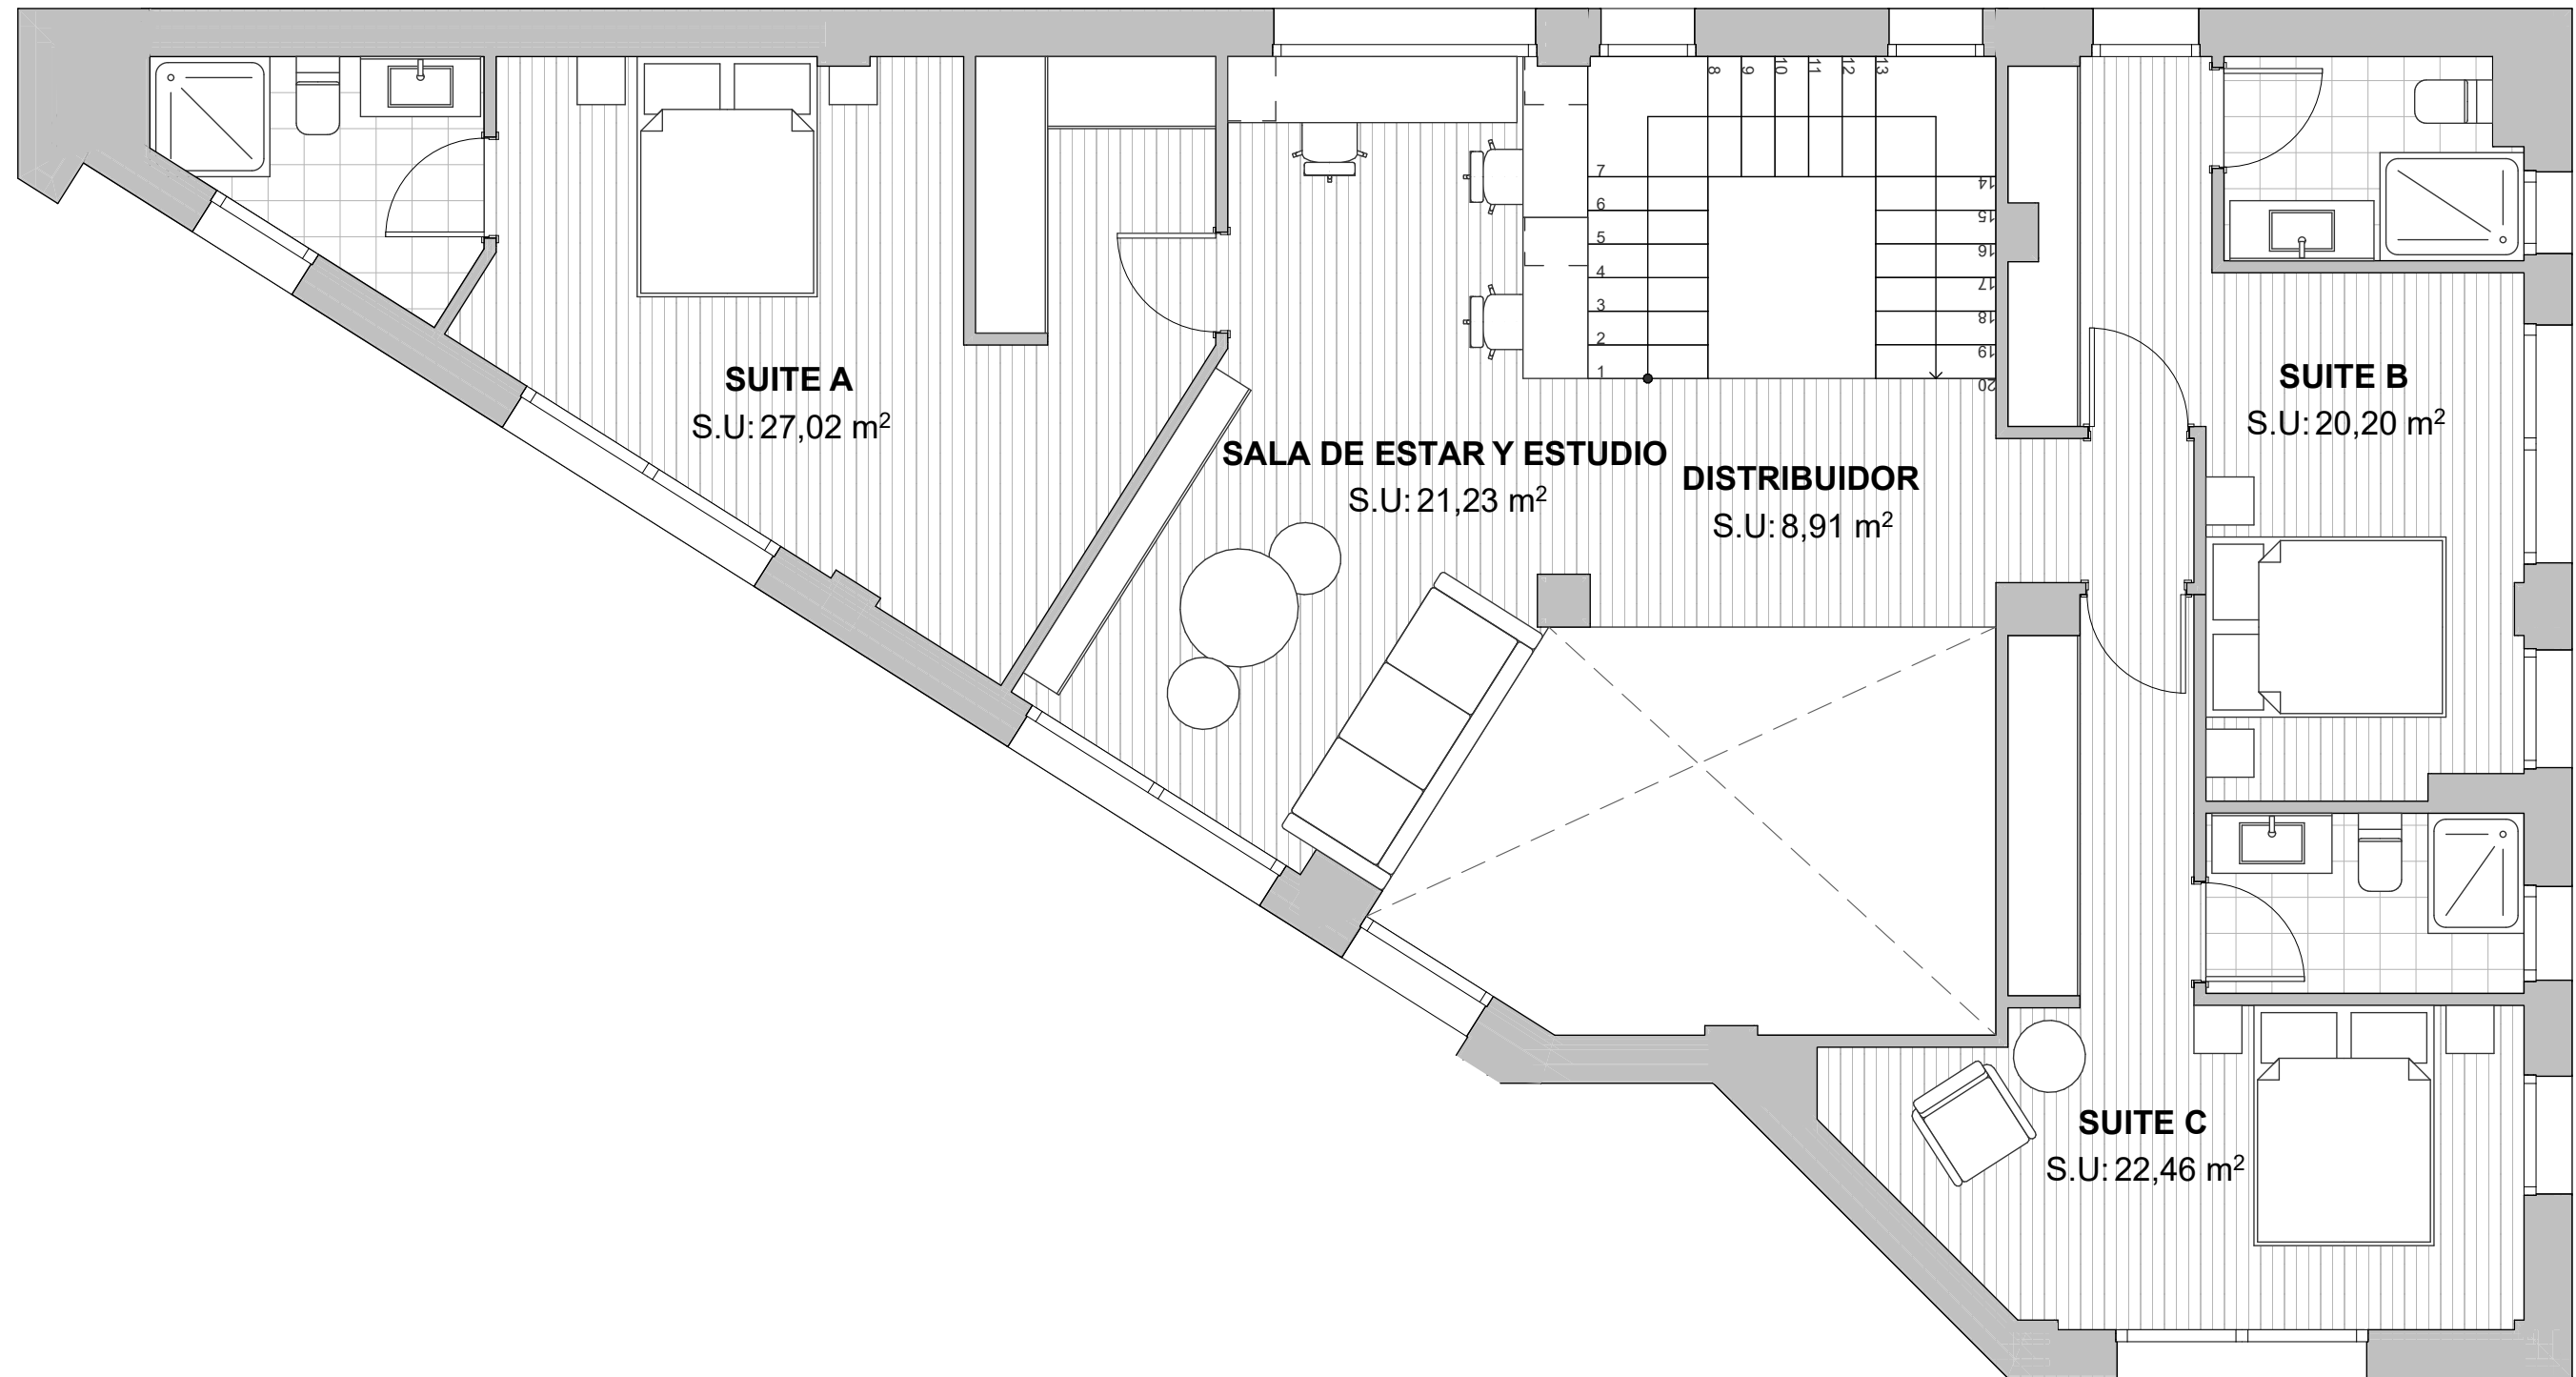 SUITE A
S.U: 27,02 m²
SALA DE ESTAR Y ESTUDIO
S.U: 21,23 m²
DISTRIBUIDOR
S.U: 8,91 m²
SUITE B
S.U: 20,20 m²
SUITE C
S.U: 22,46 m²
1
2
3
4
5
6
7
8
9
10
11
12
13
14
15
16
17
18
19
20